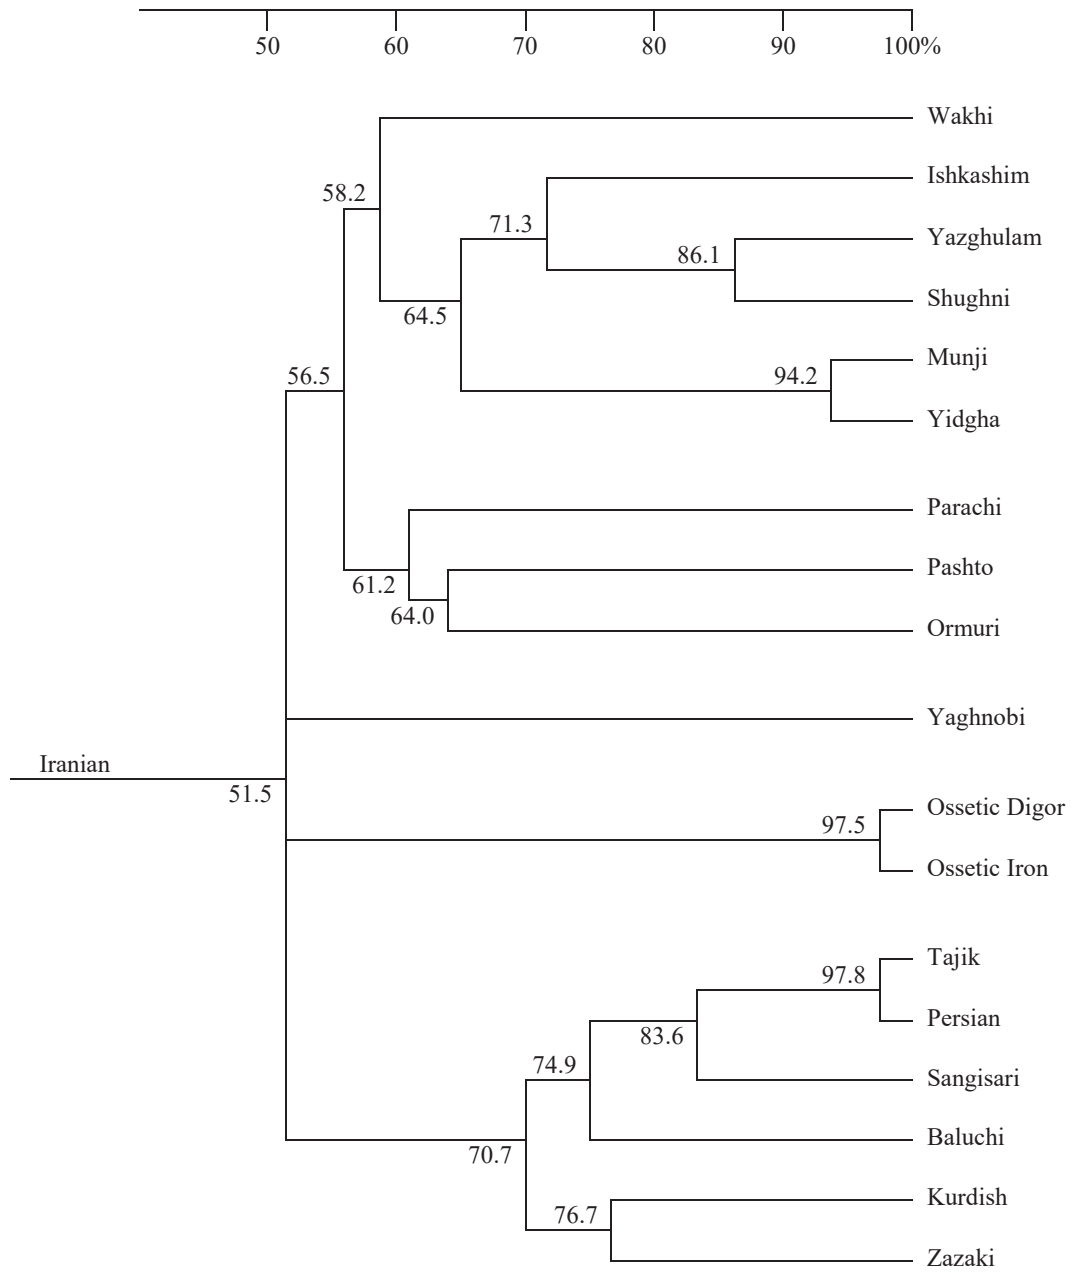 50 60 70 80 90 100%
Wakhi
Ishkashim
58.2
71.3
Yazghulam
86.1
Shughni
64.5
Munji
56.5
94.2
Yidgha
Parachi
Pashto
61.2
64.0
Ormuri
Yaghnobi
Iranian
51.5
Ossetic Digor
97.5
Ossetic Iron
Tajik
97.8
Persian
83.6
74.9
Sangisari
Baluchi
70.7
Kurdish
76.7
Zazaki